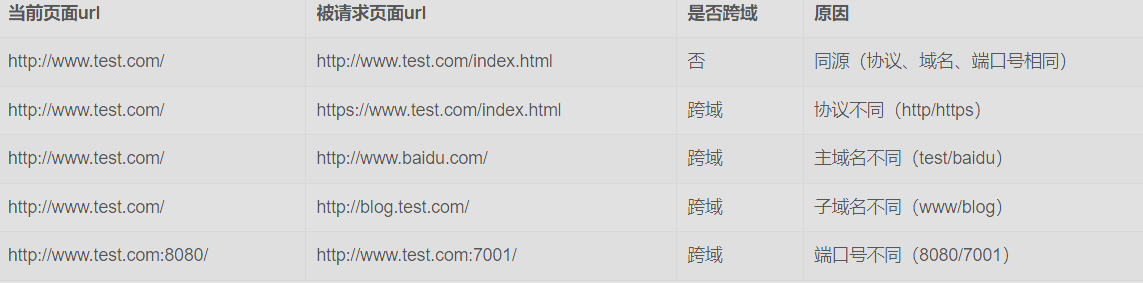 当前页面url 被请求页面url 是否跨域 原因
http://www.test.com/ http://www.test.com/index.html 否 同源（协议、域名、端口号相同）
http://www.test.com/ https://www.test.com/index.html 跨域 协议不同（http/https）
http://www.test.com/ http://www.baidu.com/ 跨域 主域名不同（test/baidu）
http://www.test.com/ http://blog.test.com/ 跨域 子域名不同（www/blog）
http://www.test.com:8080/ http://www.test.com:7001/ 跨域 端口号不同（8080/7001）